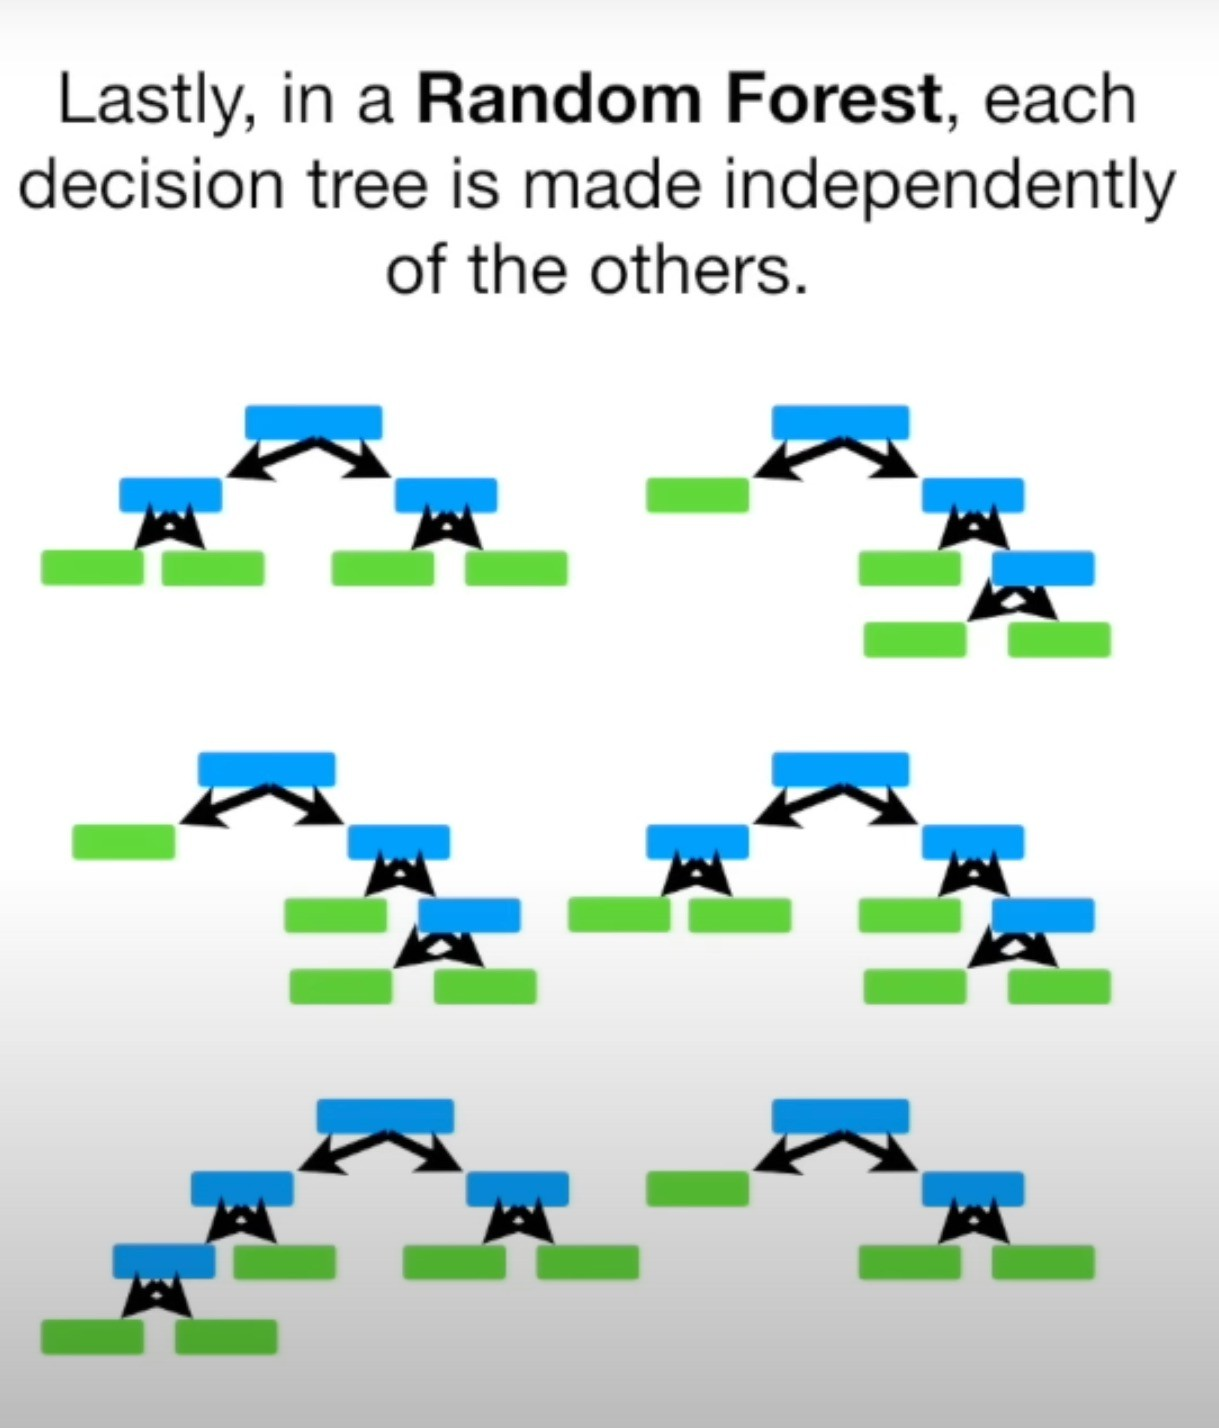 Lastly, in a Random Forest, each
decision tree is made independently
of the others.